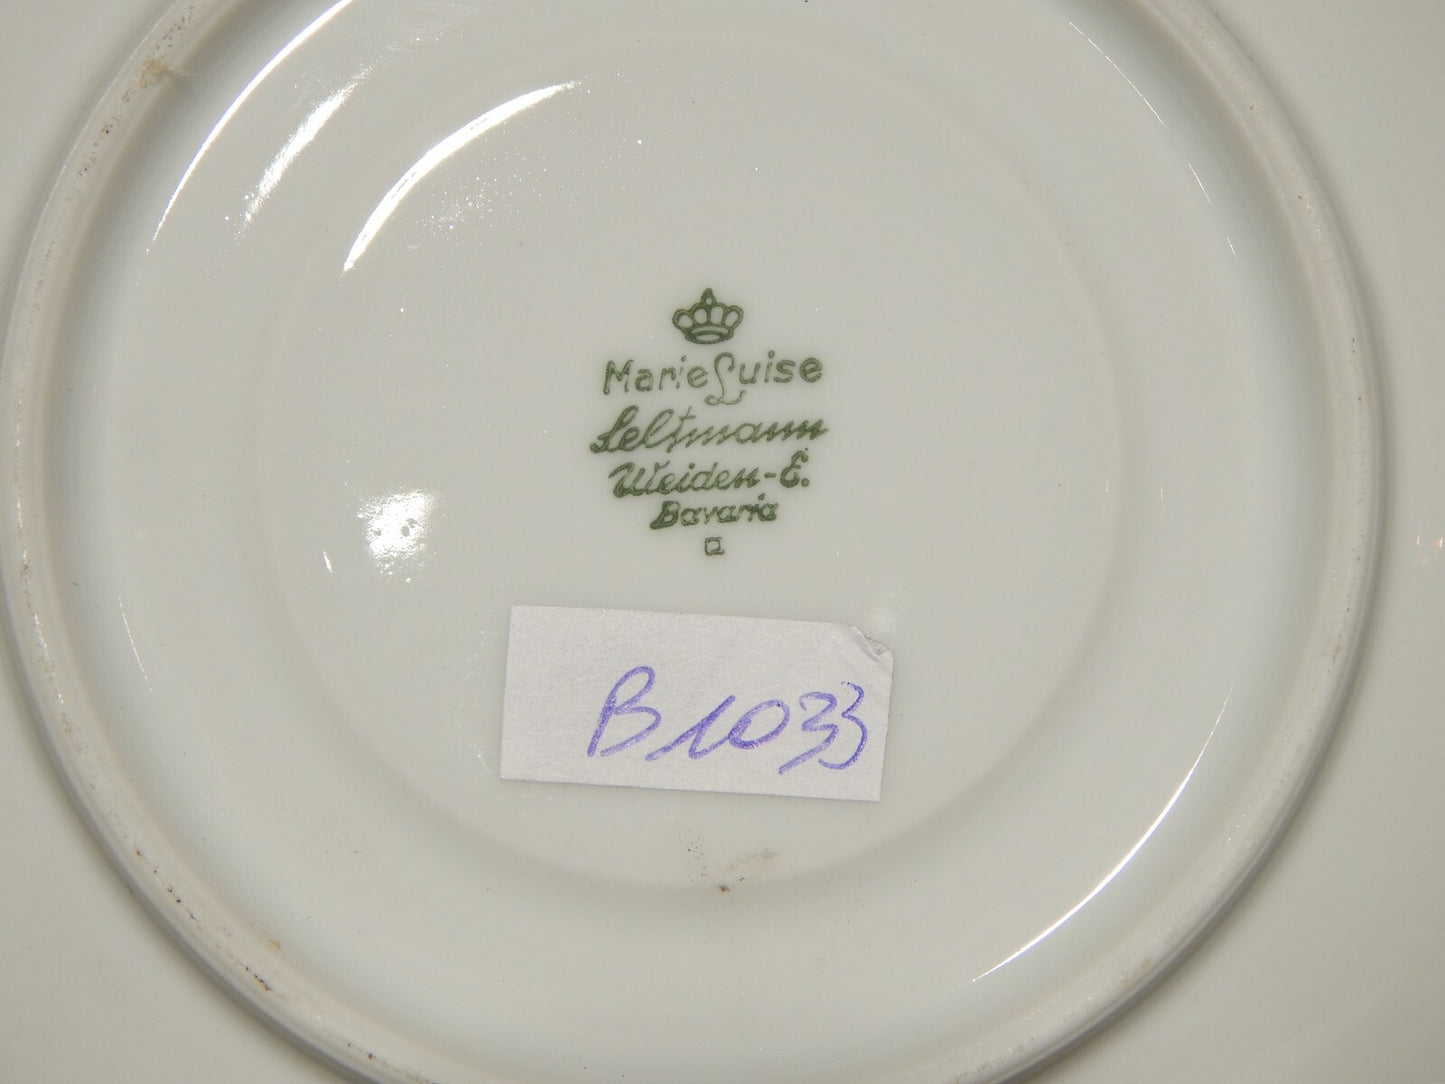 Marie Luise
Seltmann
Weiden-E.
Bavaria
B1033